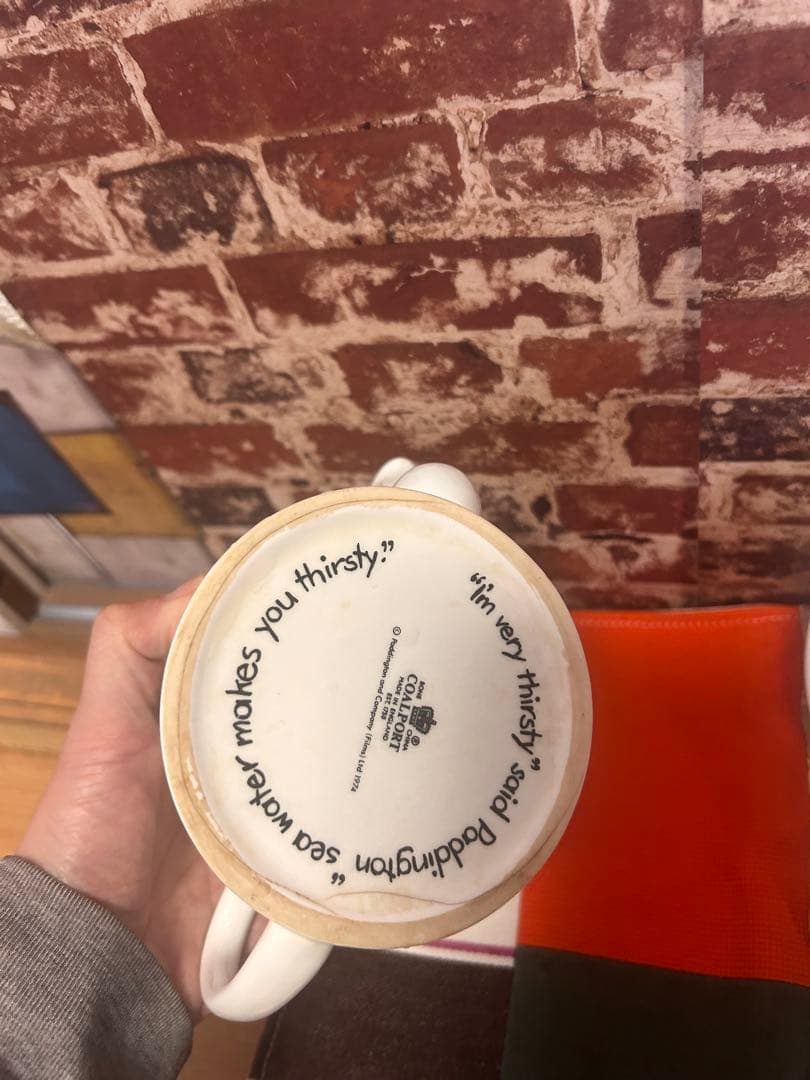 “I'm very thirsty” said Paddington “sea water makes you thirsty.”
BONE CHINA
COALPORT®
MADE IN ENGLAND
EST. 1750
© Paddington and Company (Films) Ltd 1974